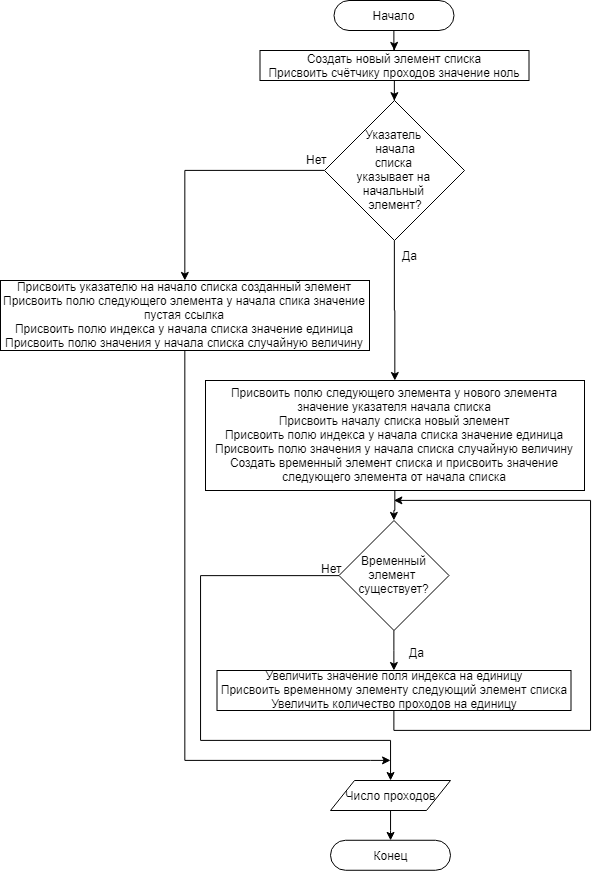 Начало
Создать новый элемент списка
Присвоить счётчику проходов значение ноль
Указатель
начала
списка
указывает на
начальный
элемент?
Нет
Да
Присвоить указателю на начало списка созданный элемент
Присвоить полю следующего элемента у начала спика значение
пустая ссылка
Присвоить полю индекса у начала списка значение единица
Присвоить полю значения у начала списка случайную величину
Присвоить полю следующего элемента у нового элемента
значение указателя начала списка
Присвоить началу списка новый элемент
Присвоить полю индекса у начала списка значение единица
Присвоить полю значения у начала списка случайную величину
Создать временный элемент списка и присвоить значение
следующего элемента от начала списка
Нет
Временный
элемент
существует?
Да
Увеличить значение поля индекса на единицу
Присвоить временному элементу следующий элемент списка
Увеличить количество проходов на единицу
Число проходов
Конец